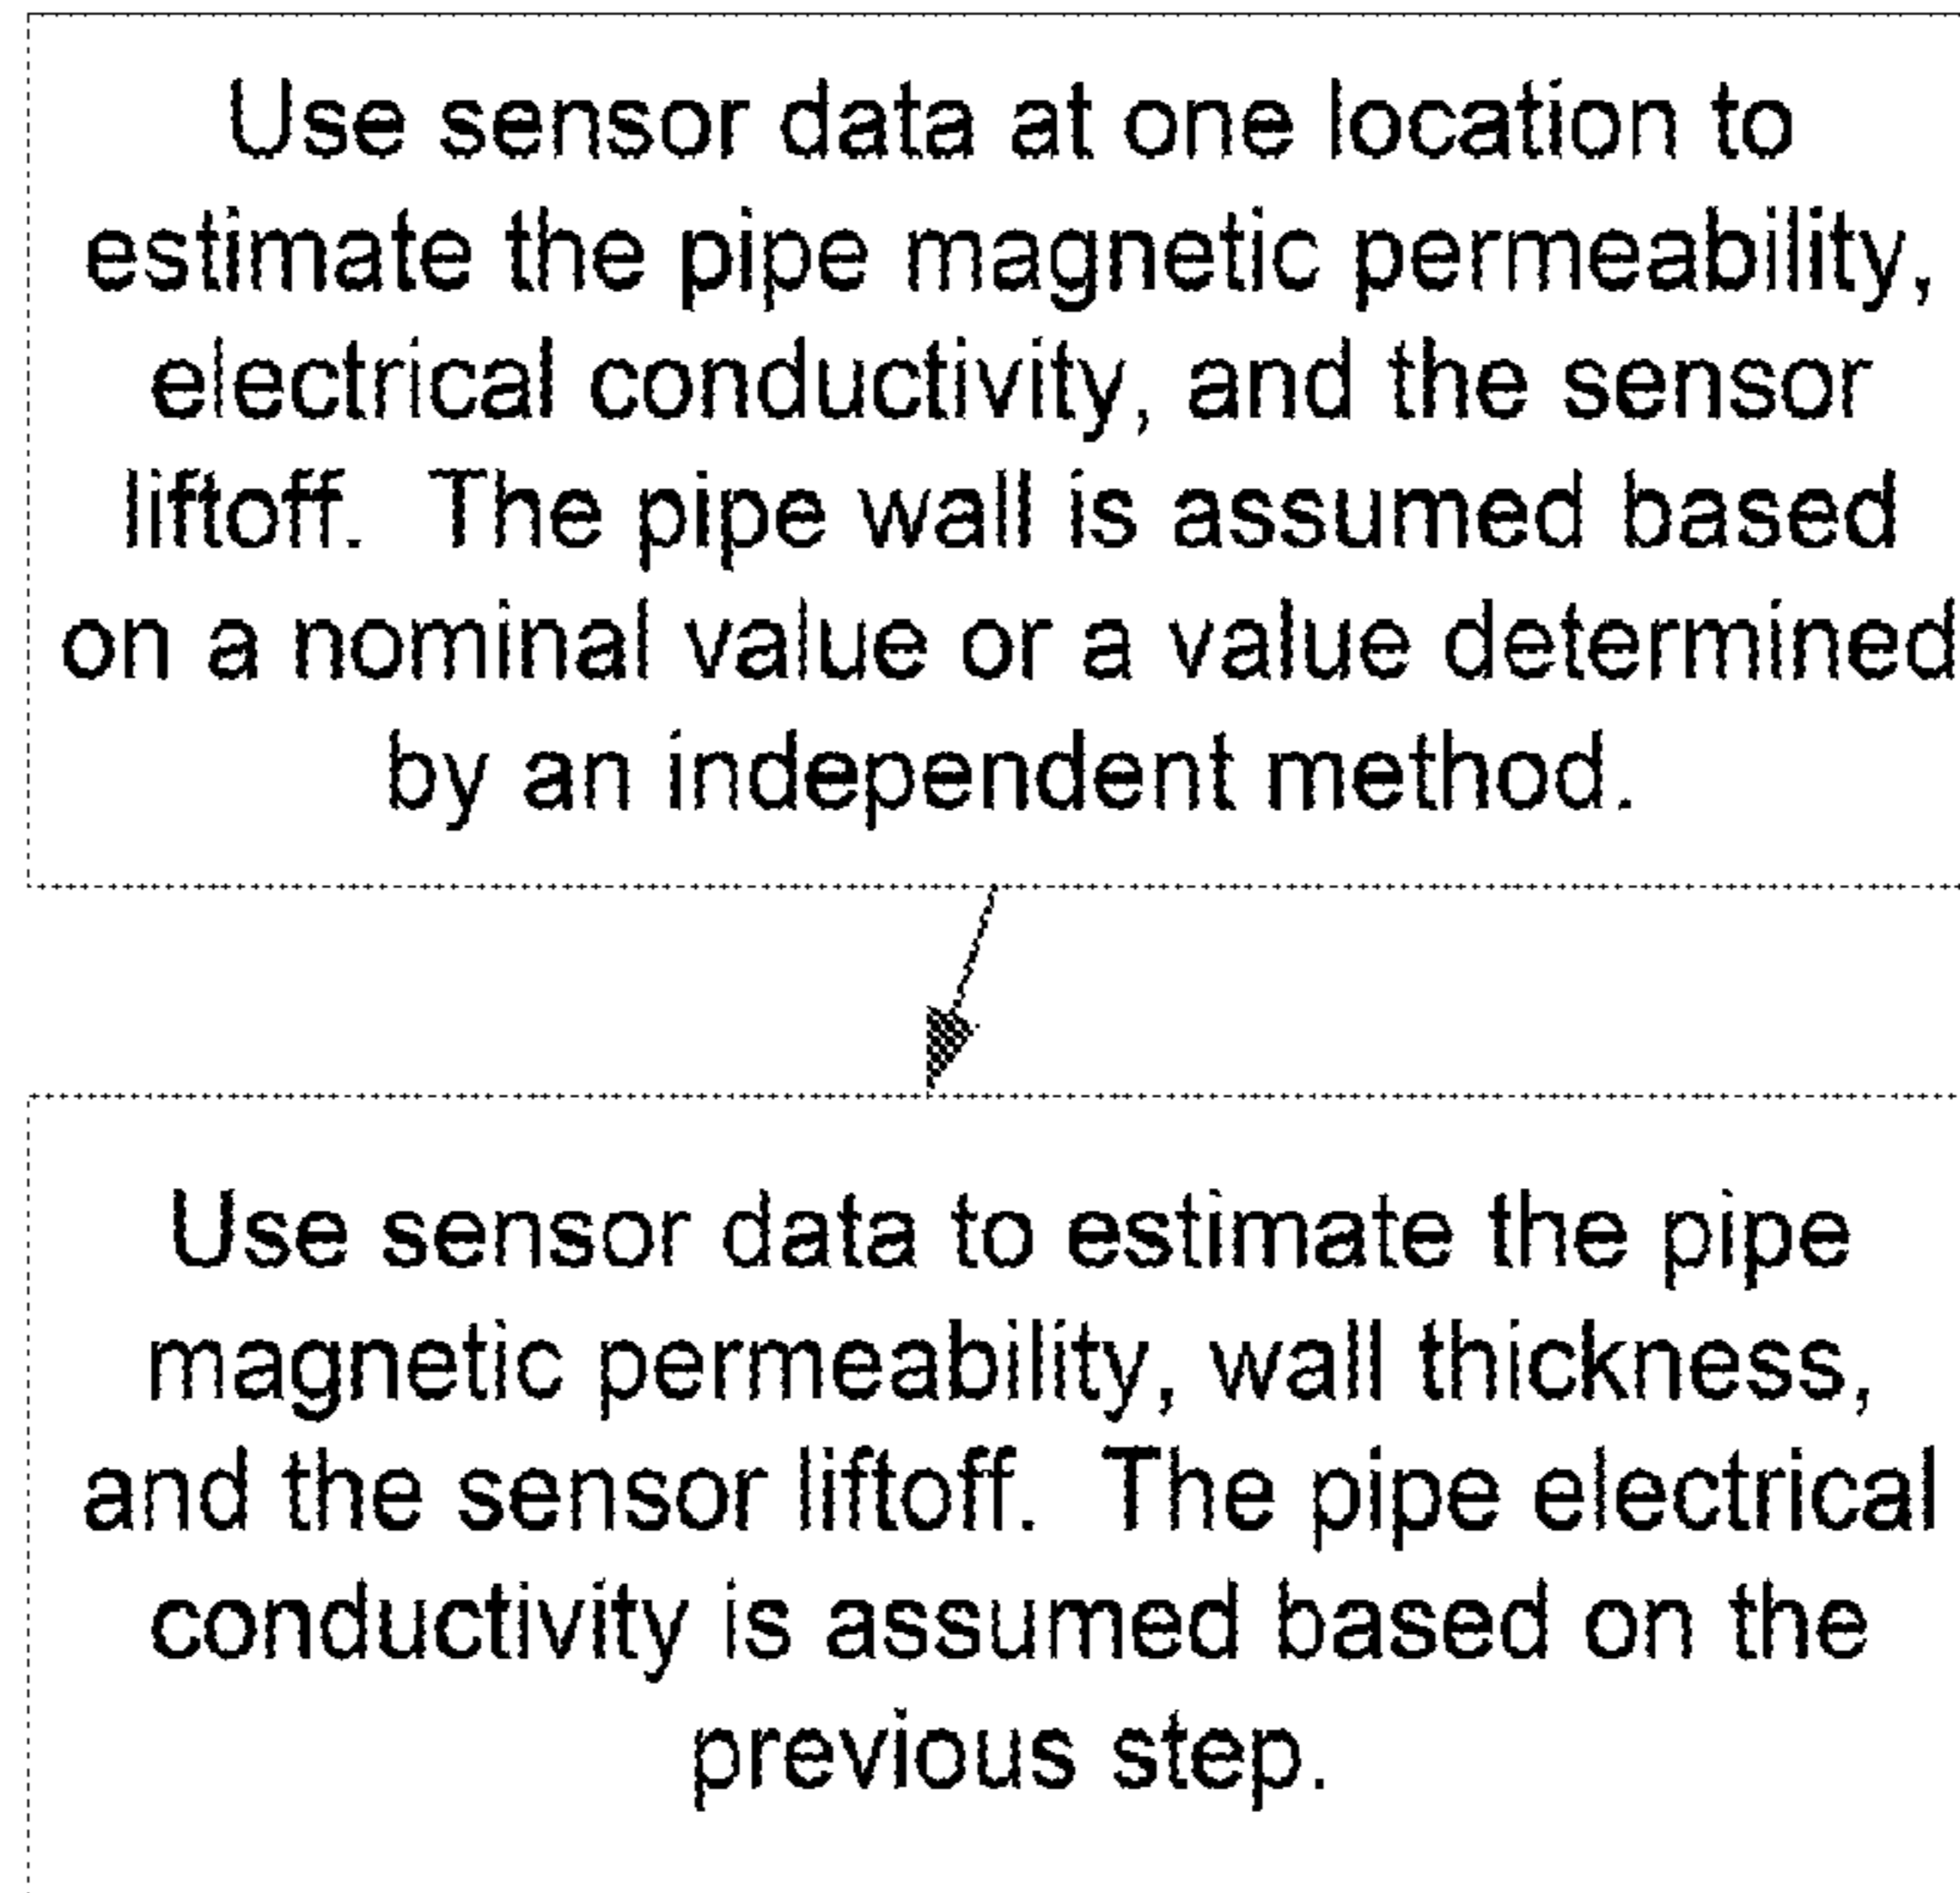 Use sensor data at one location to
estimate the pipe magnetic permeability,
electrical conductivity, and the sensor
liftoff. The pipe wall is assumed based
on a nominal value or a value determined
by an independent method.
Use sensor data to estimate the pipe
magnetic permeability, wall thickness,
and the sensor liftoff. The pipe electrical
conductivity is assumed based on the
previous step.